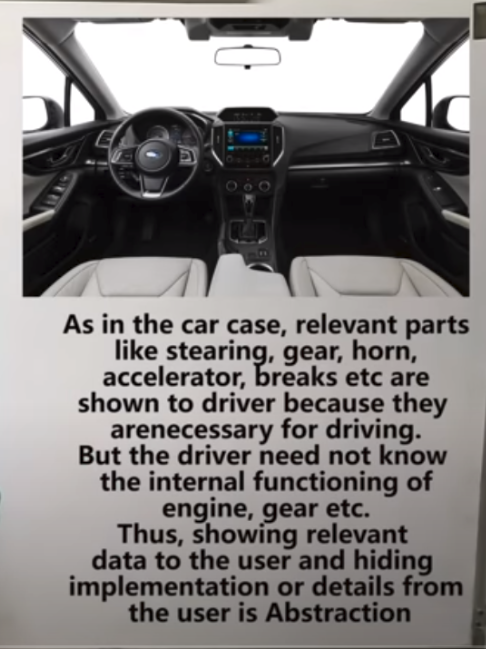 As in the car case, relevant parts
like stearing, gear, horn,
accelerator, breaks etc are
shown to driver because they
arenecessary for driving.
But the driver need not know
the internal functioning of
engine, gear etc.
Thus, showing relevant
data to the user and hiding
implementation or details from
the user is Abstraction